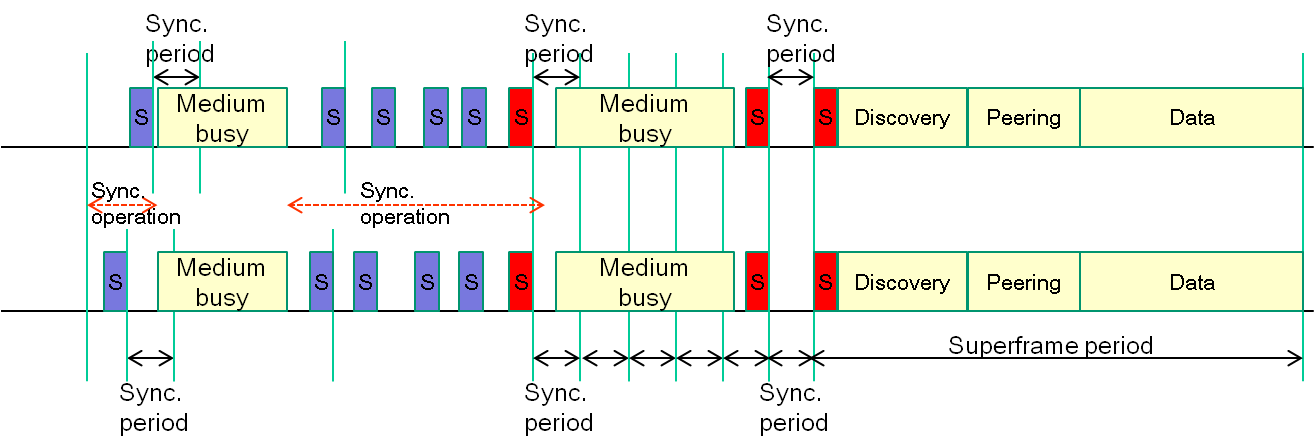 Sync.
period
Sync.
period
Sync.
period
S
Medium
busy
S
S
S
S
S
Medium
busy
S
S
Discovery
Peering
Data
Sync.
operation
Sync.
operation
S
Medium
busy
S
S
S
S
S
Medium
busy
S
S
Discovery
Peering
Data
Superframe period
Sync.
period
Sync.
period
Sync.
period